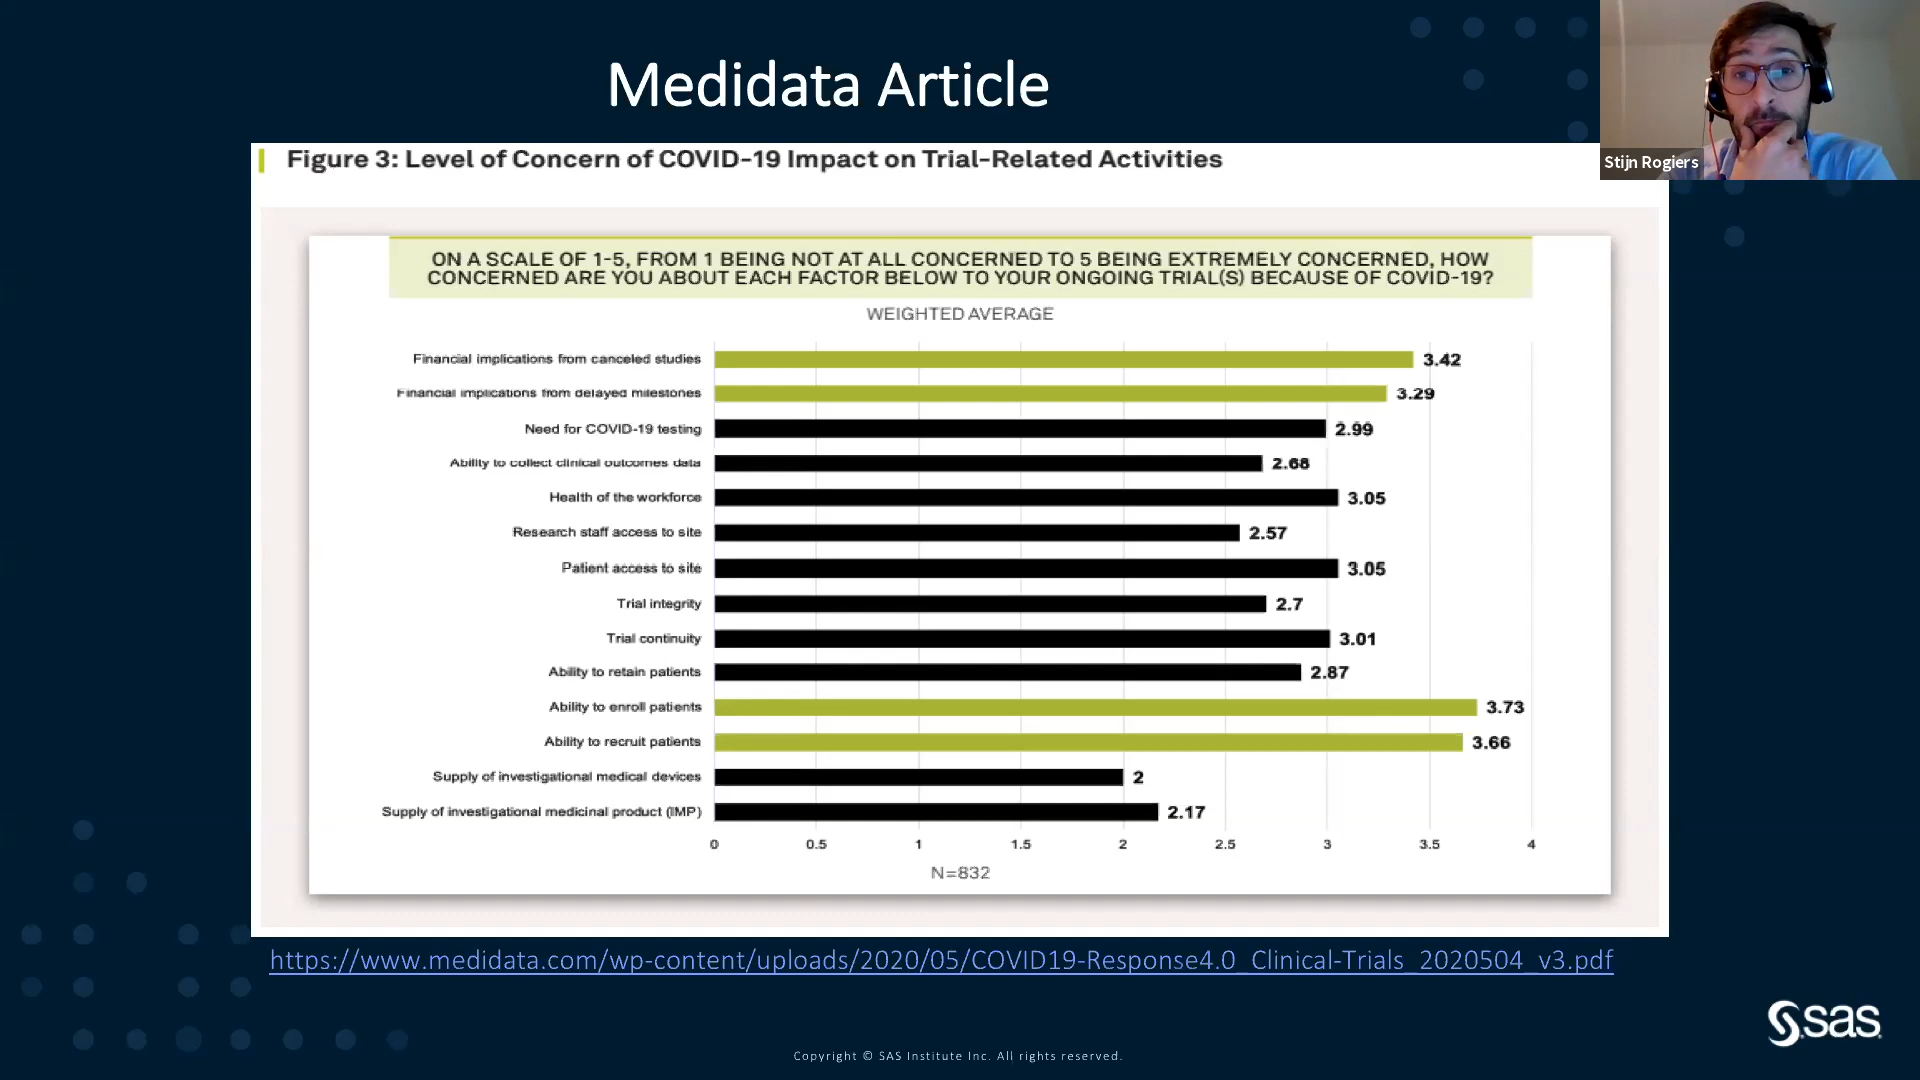 Medidata Article
Stijn Rogiers
Figure 3: Level of Concern of COVID-19 Impact on Trial-Related Activities
ON A SCALE OF 1-5, FROM 1 BEING NOT AT ALL CONCERNED TO 5 BEING EXTREMELY CONCERNED, HOW
CONCERNED ARE YOU ABOUT EACH FACTOR BELOW TO YOUR ONGOING TRIAL(S) BECAUSE OF COVID-19?
WEIGHTED AVERAGE
Financial implications from canceled studies 3.42
Financial implications from delayed milestones 3.29
Need for COVID-19 testing 2.99
Ability to collect clinical outcomes data 2.68
Health of the workforce 3.05
Research staff access to site 2.57
Patient access to site 3.05
Trial integrity 2.7
Trial continuity 3.01
Ability to retain patients 2.87
Ability to enroll patients 3.73
Ability to recruit patients 3.66
Supply of investigational medical devices 2
Supply of investigational medicinal product (IMP) 2.17
0 0.5 1 1.5 2 2.5 3 3.5 4
N=832
https://www.medidata.com/wp-content/uploads/2020/05/COVID19-Response4.0_Clinical-Trials_2020504_v3.pdf
sas
Copyright © SAS Institute Inc. All rights reserved.